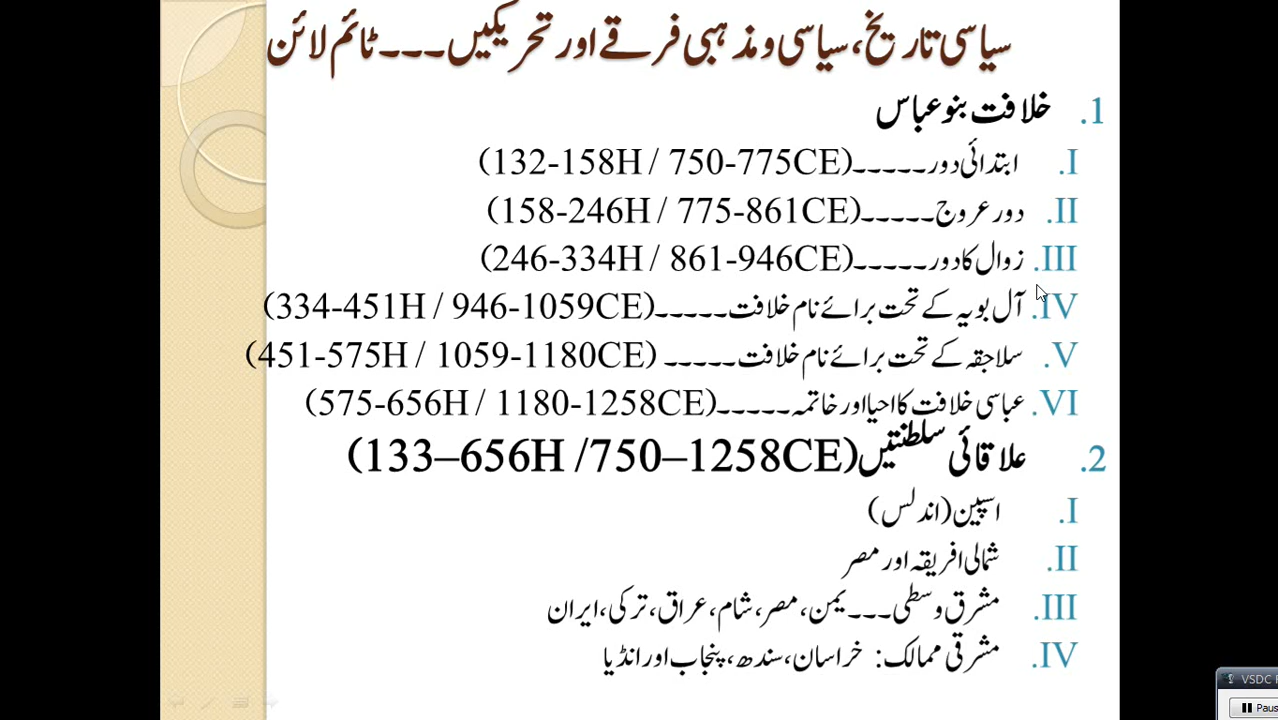 سیاسی تاریخ، سیاسی و مذہبی فرقے اور تحریکیں۔۔۔ ٹائم لائن
1. خلافت بنو عباس
I. ابتدائی دور۔۔۔۔۔(132-158H / 750-775CE)
II. دور عروج۔۔۔۔۔(158-246H / 775-861CE)
III. زوال کا دور۔۔۔۔۔(246-334H / 861-946CE)
IV. آل بویہ کے تحت برائے نام خلافت۔۔۔۔۔(334-451H / 946-1059CE)
V. سلاجقہ کے تحت برائے نام خلافت۔۔۔۔۔ (451-575H / 1059-1180CE)
VI. عباسی خلافت کا احیا اور خاتمہ۔۔۔۔۔(575-656H / 1180-1258CE)
2. علاقائی سلطنتیں(133–656H /750–1258CE)
I. اسپین(اندلس)
II. شمالی افریقہ اور مصر
III. مشرق وسطی۔۔۔ یمن، مصر، شام، عراق، ترکی، ایران
IV. مشرقی ممالک: خراسان، سندھ، پنجاب اور انڈیا
VSDC
Paus